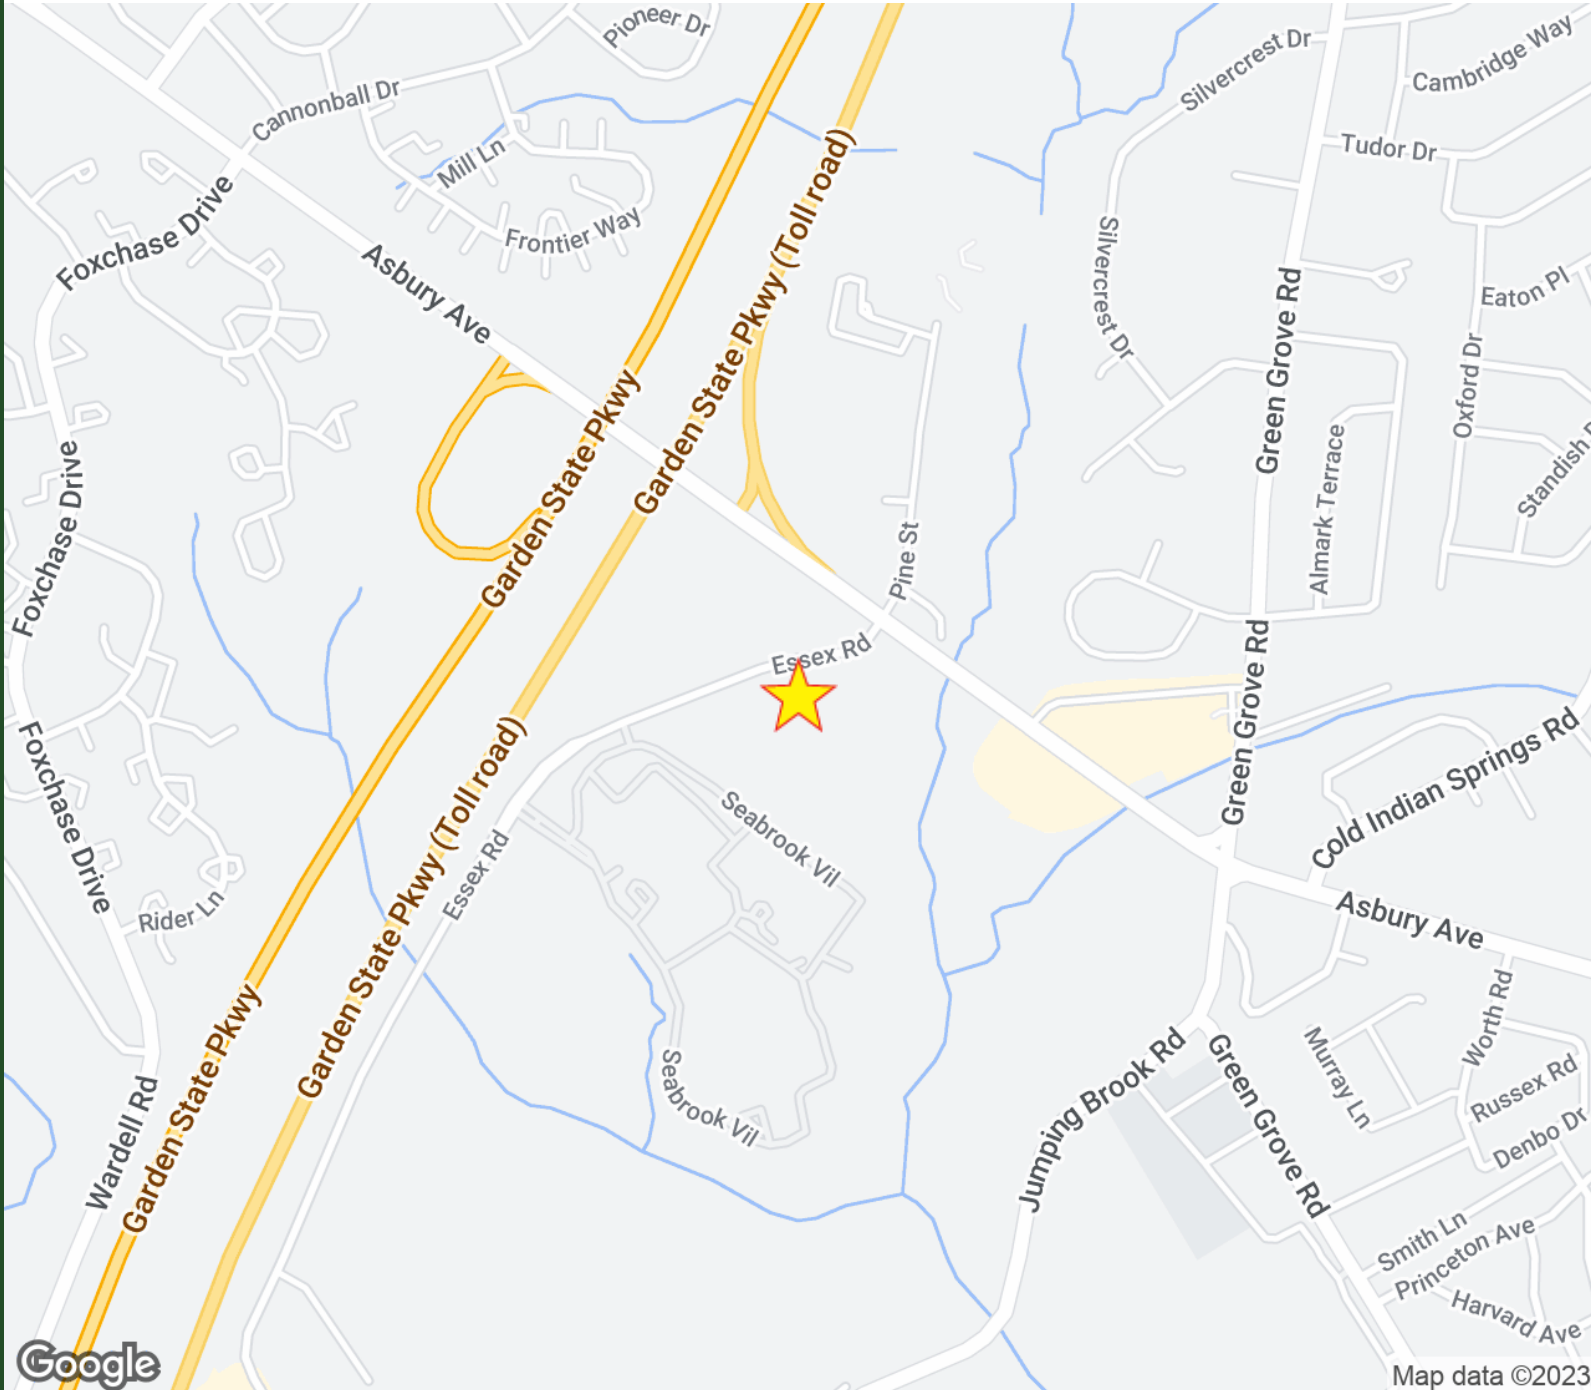 Pioneer Dr
Silvercrest Dr
Cambridge Way
Cannonball Dr
Tudor Dr
Mill Ln
Garden State Pkwy (Toll road)
Foxchase Drive
Frontier Way
Asbury Ave
Silvercrest Dr
Eaton Pl
Green Grove Rd
Oxford Dr
Garden State Pkwy
Foxchase Drive
Almark Terrace
Standish
Pine St
Essex Rd
Green Grove Rd
Foxchase Drive
Garden State Pkwy (Toll road)
Seabrook Vil
Cold Indian Springs Rd
Essex Rd
Rider Ln
Asbury Ave
Garden State Pkwy
Worth Rd
Jumping Brook Rd
Murray Ln
Russex Rd
Seabrook Vil
Green Grove Rd
Denbo Dr
Wardell Rd
Smith Ln
Princeton Ave
Harvard Ave
Google
Map data ©2023